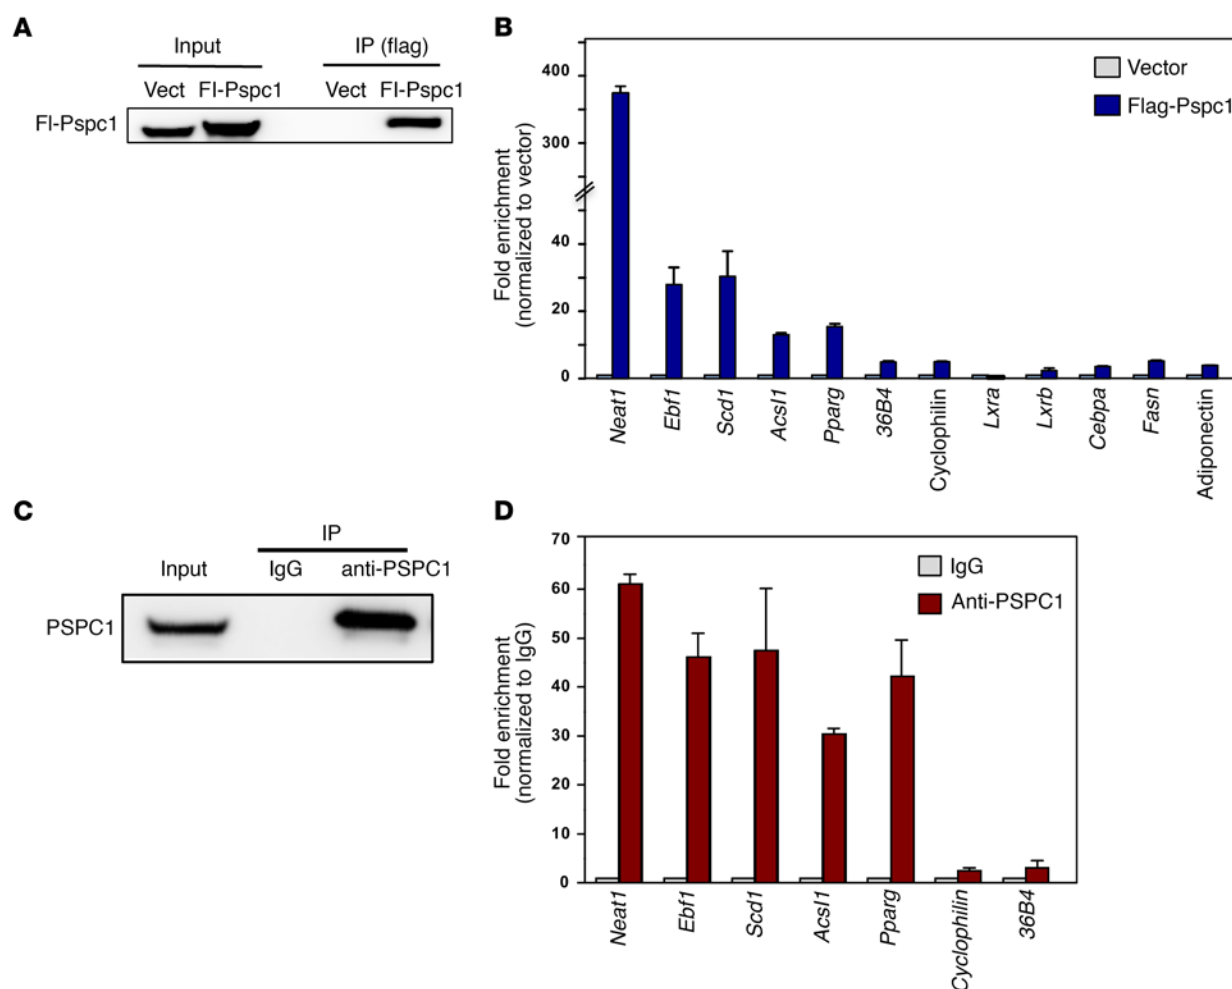 A
Input
IP (flag)
Vect
Fl-Pspc1
Vect
Fl-Pspc1
Fl-Pspc1
B
Vector
Flag-Pspc1
Fold enrichment
(normalized to vector)
400
300
40
20
0
Neat1
Ebf1
Scd1
Acsl1
Pparg
36B4
Cyclophilin
Lxra
Lxrb
Cebpa
Fasn
Adiponectin
C
IP
Input
IgG
anti-PSPC1
PSPC1
D
IgG
Anti-PSPC1
Fold enrichment
(normalized to IgG)
70
60
50
40
30
20
10
0
Neat1
Ebf1
Scd1
Acsl1
Pparg
Cyclophilin
36B4